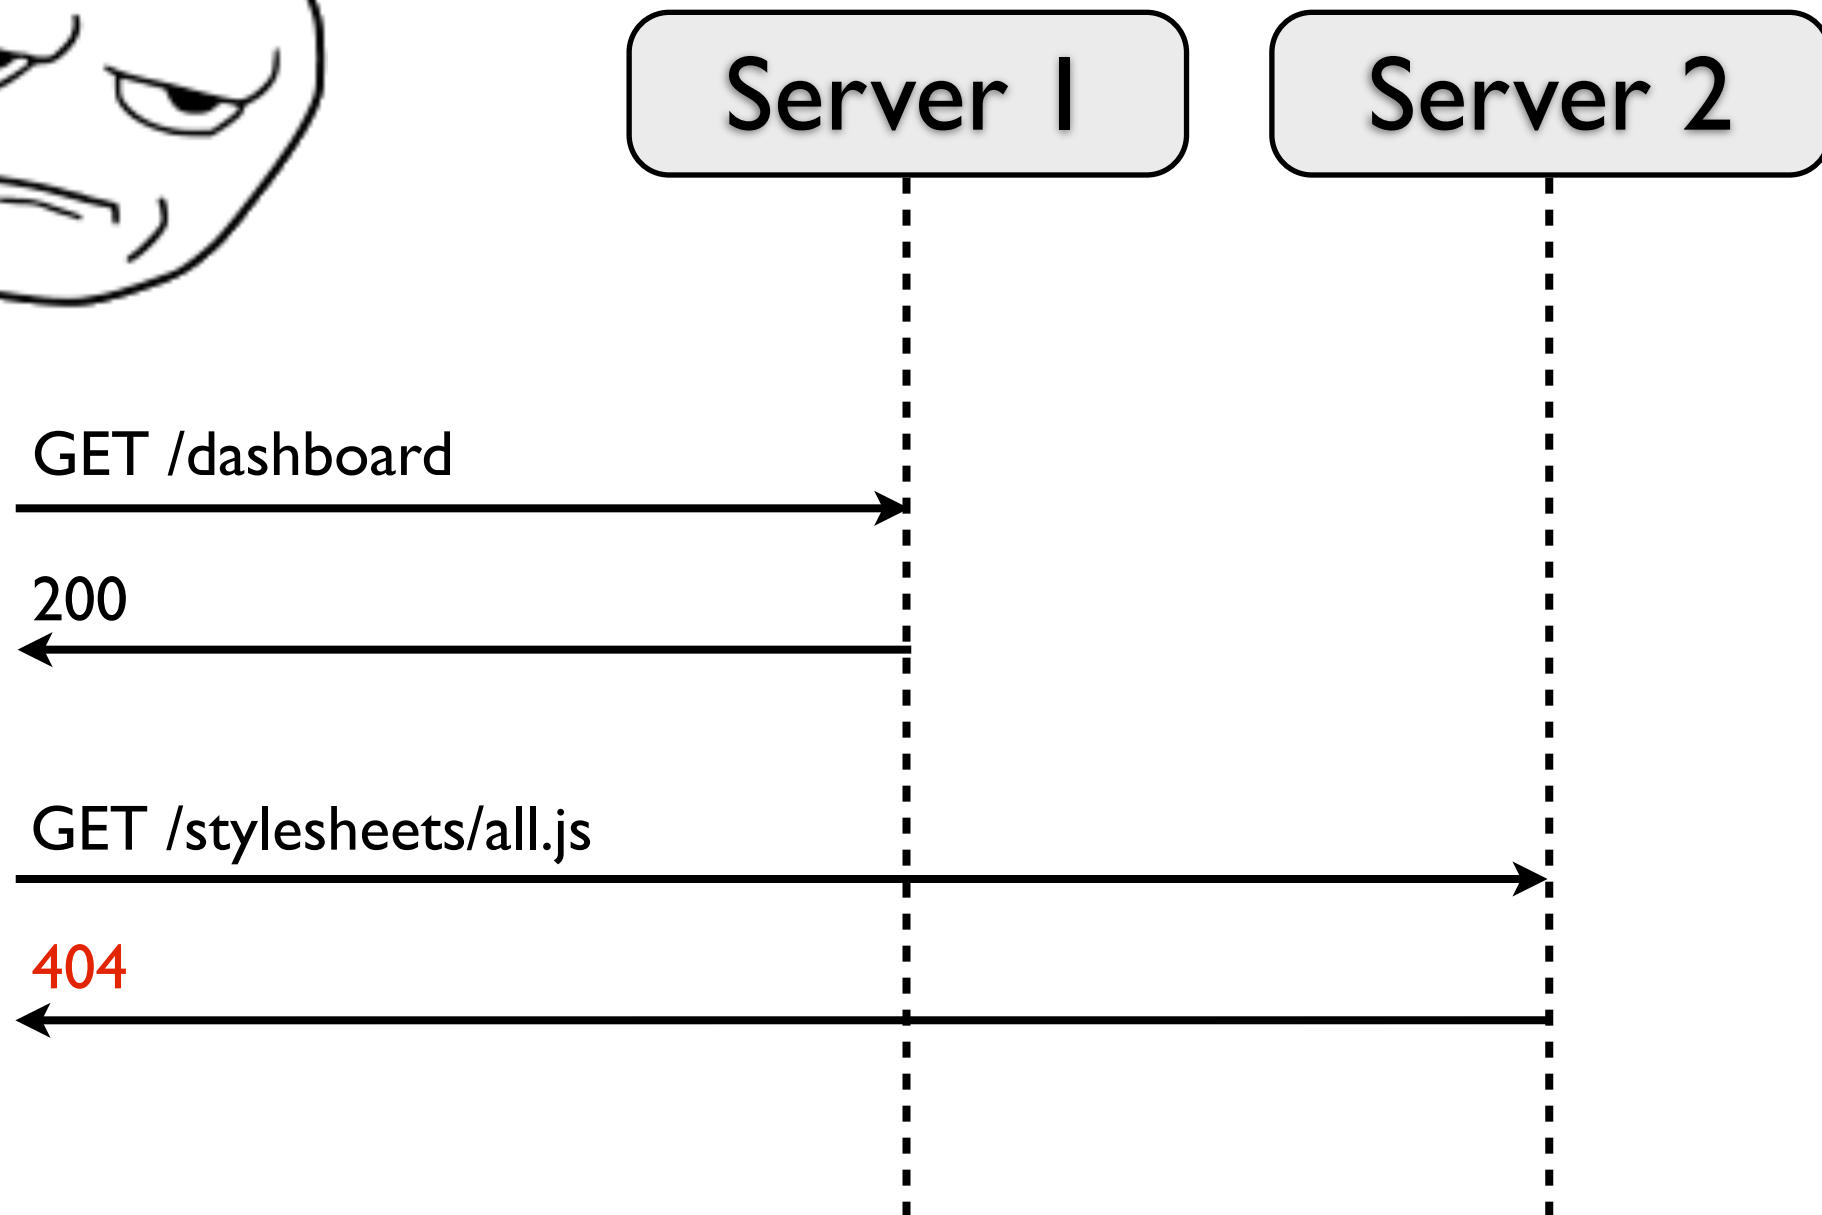 Server 1
Server 2
GET /dashboard
200
GET /stylesheets/all.js
404